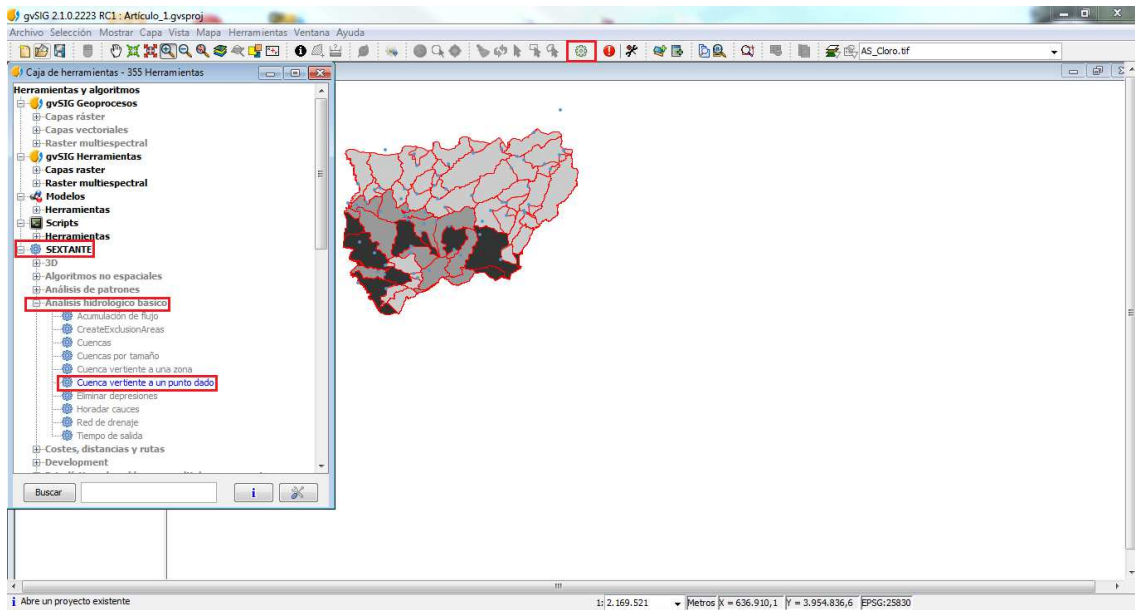 gvSIG 2.1.0.2223 RC1 : Artículo_1.gvsproj
Archivo Selección Mostrar Capa Vista Mapa Herramientas Ventana Ayuda
AS_Cloro.tif
Caja de herramientas - 355 Herramientas
Herramientas y algoritmos
gvSIG Geoprocesos
Capas ráster
Capas vectoriales
Raster multiespectral
gvSIG Herramientas
Capas raster
Raster multiespectral
Modelos
Herramientas
Scripts
Herramientas
SEXTANTE
3D
Algoritmos no espaciales
Análisis de patrones
Análisis hidrológico básico
Acumulación de flujo
CreateExclusionAreas
Cuencas
Cuencas por tamaño
Cuenca vertiente a una zona
Cuenca vertiente a un punto dado
Eliminar depresiones
Horadar cauces
Red de drenaje
Tiempo de salida
Costes, distancias y rutas
Development
Buscar
i Abre un proyecto existente
1: 2.169.521 Metros X = 636.910,1 Y = 3.954.836,6 EPSG:25830